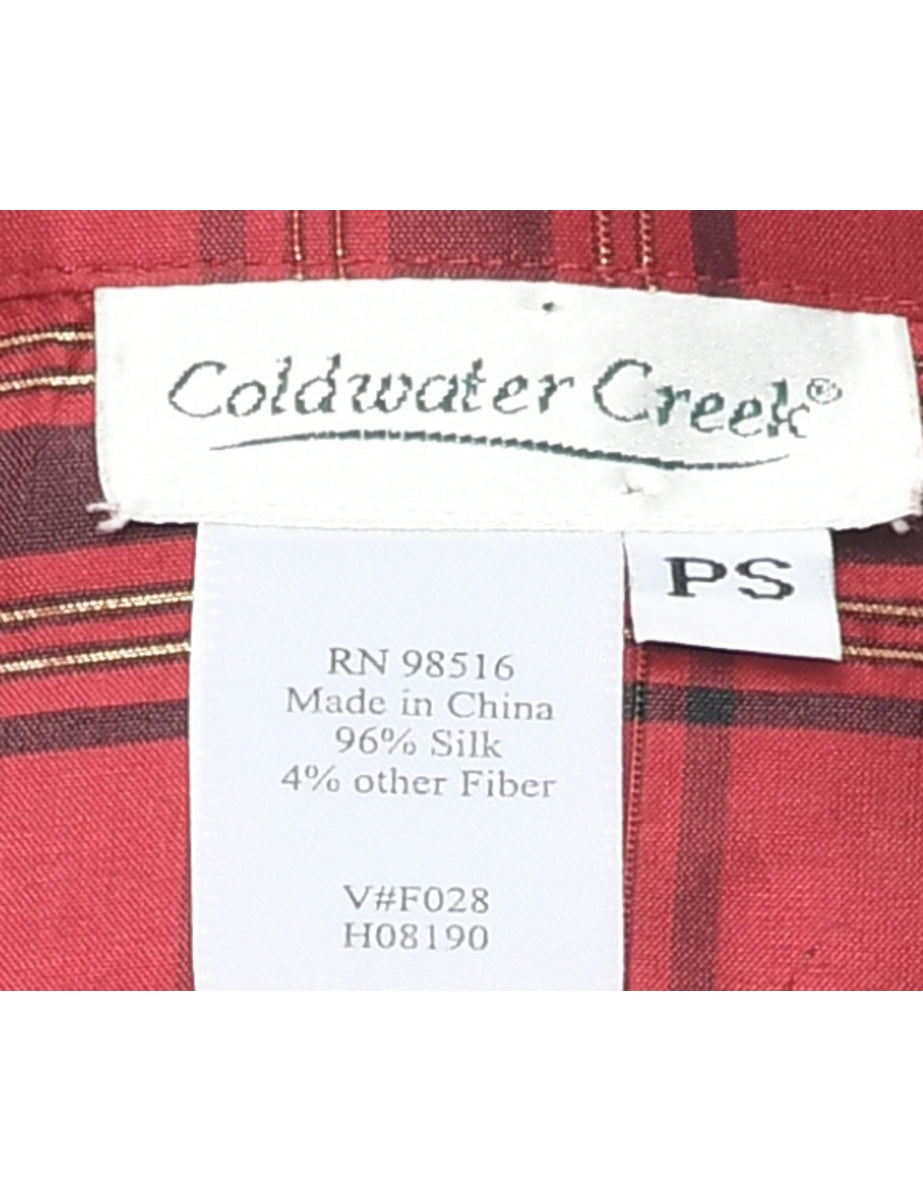 Coldwater Creek®
PS
RN 98516
Made in China
96% Silk
4% other Fiber
V#F028
H08190